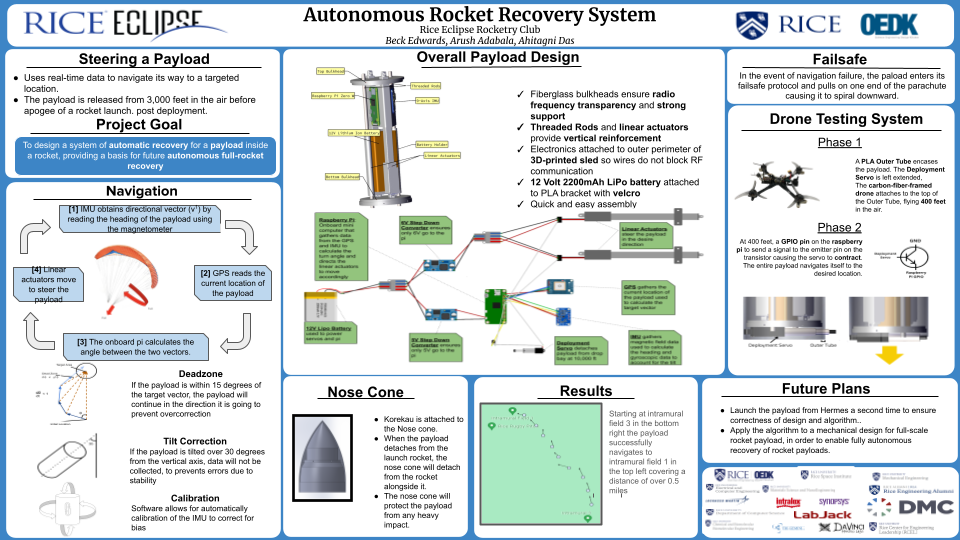 RICE ECLIPSE
Autonomous Rocket Recovery System
Rice Eclipse Rocketry Club
Beck Edwards, Arush Adabala, Ahitagni Das
RICE
OEDK
Steering a Payload
● Uses real-time data to navigate its way to a targeted
location.
● The payload is released from 3,000 feet in the air before
apogee of a rocket launch. post deployment.
Project Goal
To design a system of automatic recovery for a payload inside
a rocket, providing a basis for future autonomous full-rocket
recovery
Navigation
[1] IMU obtains directional vector (v¹) by
reading the heading of the payload using
the magnetometer
[2] GPS reads the
current location of
the payload
[3] The onboard pi calculates the
angle between the two vectors.
[4] Linear
actuators move
to steer the
payload
Deadzone
If the payload is within 15 degrees of
the target vector, the payload will
continue in the direction it is going to
prevent overcorrection
Tilt Correction
If the payload is tilted over 30 degrees
from the vertical axis, data will not be
collected, to prevents errors due to
stability
Calibration
Software allows for automatically
calibration of the IMU to correct for
bias
Overall Payload Design
Top Bulkhead
Threaded Rods
Raspberry Pi Zero W
Battery Holder
Linear Actuators
Bottom Bulkhead
✓ Fiberglass bulkheads ensure radio
frequency transparency and strong
support
✓ Threaded Rods and linear actuators
provide vertical reinforcement
✓ Electronics attached to outer perimeter of
3D-printed sled so wires do not block RF
communication
✓ 12 Volt 2200mAh LiPo battery attached
to PLA bracket with velcro
✓ Quick and easy assembly
Raspberry Pi
Onboard mini
computer that
gathers data
from the GPS
and IMU to
calculate the
turn angle and
directs the
linear actuators
to move
accordingly
5V Step Down
Converter ensures
only 5V go to the
pi
Linear Actuators
steer the payload
in the desire
direction
GPS gathers the
current location of
the payload used
to calculate the
target vector
12V Lipo Battery
used to power
servos and pi
5V Step Down
Converter ensures
only 5V go to the
pi
Deployment
Servo detaches
payload from drop
bay at 10,000 ft
IMU gathers
magnetic field data
used to calculate
the heading and
gyroscopic data to
account for the tilt
Nose Cone
● Korekau is attached to
the Nose cone.
● When the payload
detaches from the
launch rocket, the
nose cone will detach
from the rocket
alongside it.
● The nose cone will
protect the payload
from any heavy
impact.
Results
Starting at intramural
field 3 in the bottom
right the payload
successfully
navigates to
intramural field 1 in
the top left covering a
distance of over 0.5
miles
Failsafe
In the event of navigation failure, the paload enters its
failsafe protocol and pulls on one end of the parachute
causing it to spiral downward.
Drone Testing System
Phase 1
A PLA Outer Tube encases
the payload. The Deployment
Servo is left extended,
The carbon-fiber-framed
drone attaches to the top of
the Outer Tube, flying 400 feet
in the air.
Phase 2
At 400 feet, a GPIO pin on the raspberry
pi to send a signal to the emitter pin on the
transistor causing the servo to contract.
The entire payload navigates itself to the
desired location.
GND
Deployment
Servo
Raspberry
Pi GPIO
Deployment Servo
Outer Tube
Future Plans
● Launch the payload from Hermes a second time to ensure
correctness of design and algorithm..
● Apply the algorithm to a mechanical design for full-scale
rocket payload, in order to enable fully autonomous
recovery of rocket payloads.
RICE OEDK
Rice Space Institute
Rice Engineering Alumni
intralox
SYNOPSYS
DMC
LabJack
DAVINCI
Rice Center for Engineering
Leadership (RCEL)